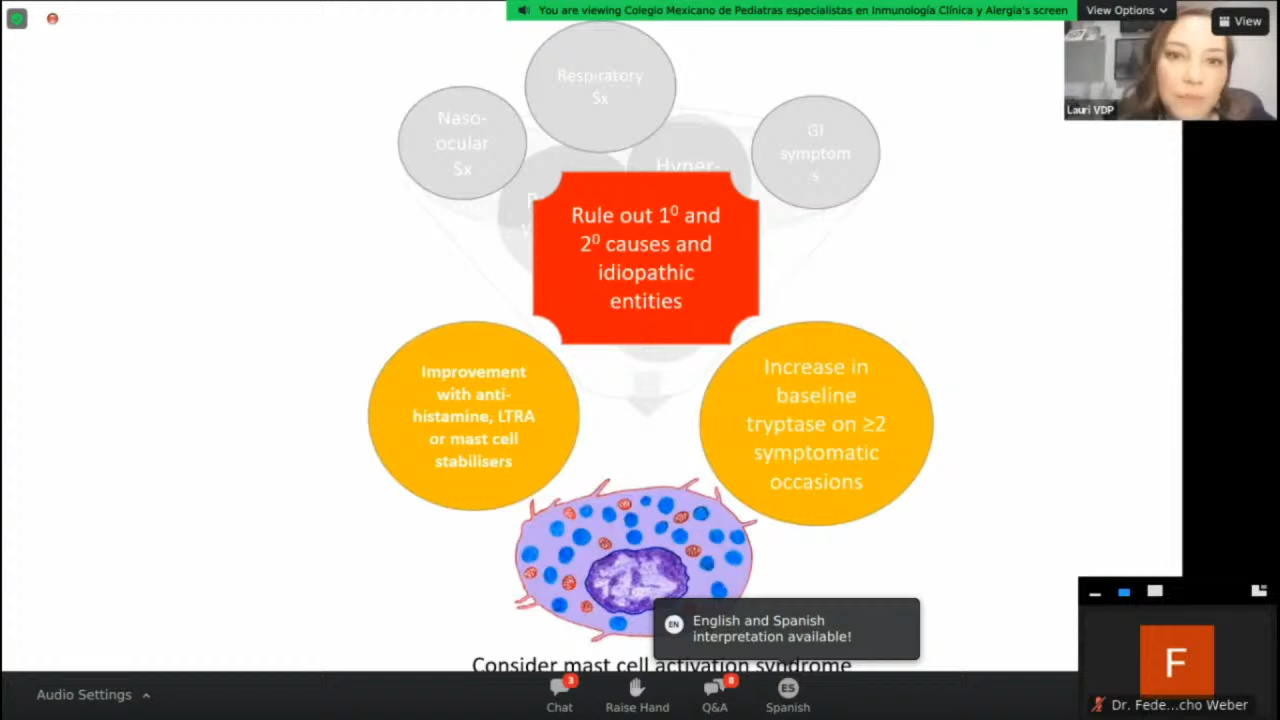 You are viewing Colegio Mexicano de Pediatras especialistas en Inmunología Clínica y Alergia's screen
View Options
View
Lauri VDP
Respiratory
Sx
Naso-
ocular
Sx
GI
symptom
s
Hyper-
Rule out 1⁰ and
2⁰ causes and
idiopathic
entities
Improvement
with anti-
histamine, LTRA
or mast cell
stabilisers
Increase in
baseline
tryptase on ≥2
symptomatic
occasions
EN
English and Spanish
interpretation available!
Consider mast cell activation syndrome
Audio Settings
3
Chat
Raise Hand
8
Q&A
ES
Spanish
F
Dr. Fede...cho Weber